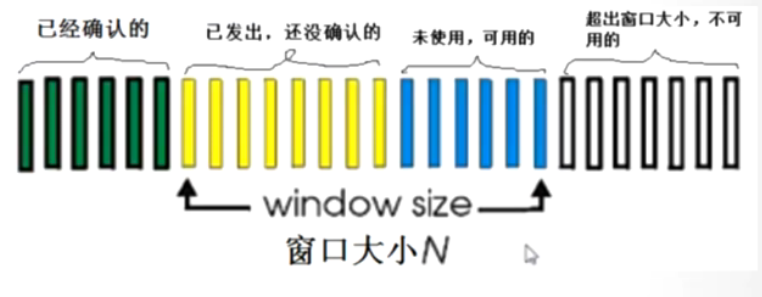 已经确认的
已发出，还没确认的
未使用，可用的
超出窗口大小，不可
用的
window size
窗口大小N